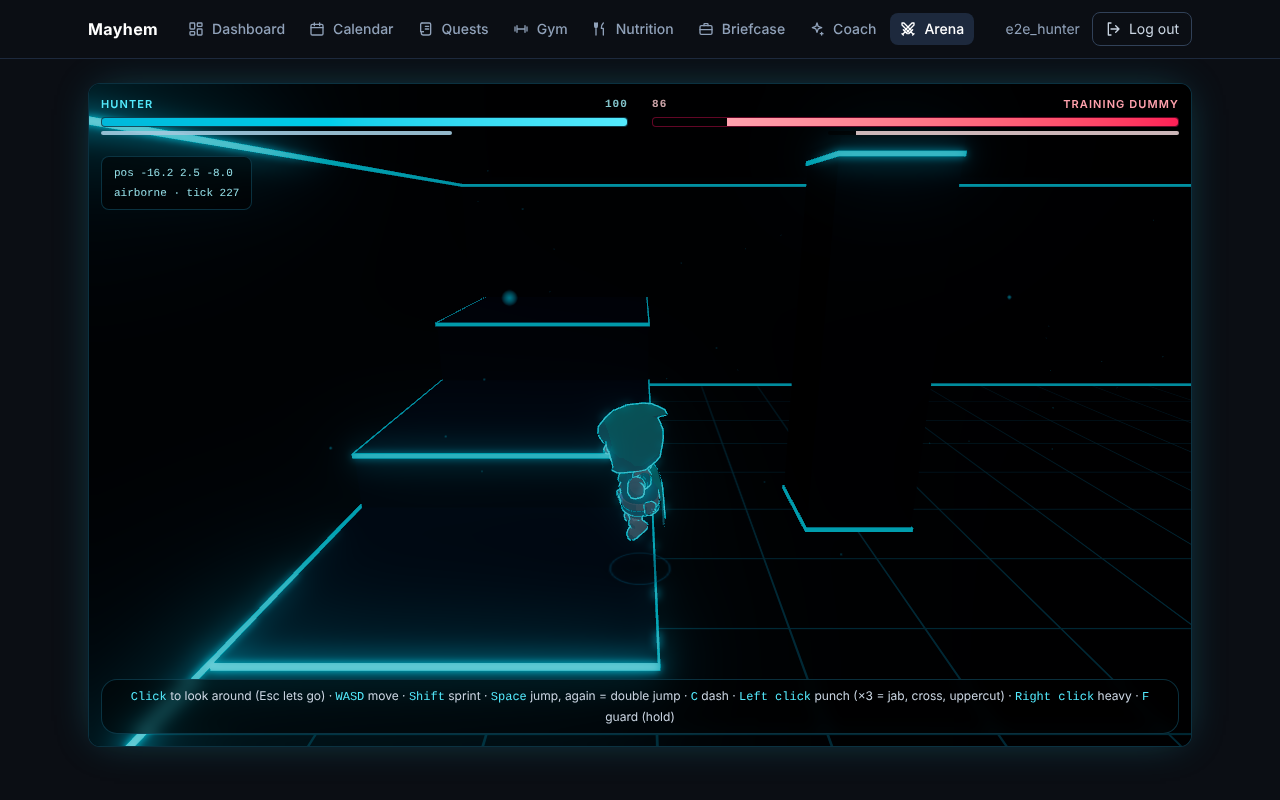 Mayhem Dashboard Calendar Quests Gym Nutrition Briefcase Coach Arena e2e_hunter Log out
HUNTER 100 86 TRAINING DUMMY
pos -16.2 2.5 -8.0
airborne · tick 227
Click to look around (Esc lets go) · WASD move · Shift sprint · Space jump, again = double jump · C dash · Left click punch (×3 = jab, cross, uppercut) · Right click heavy · F
guard (hold)